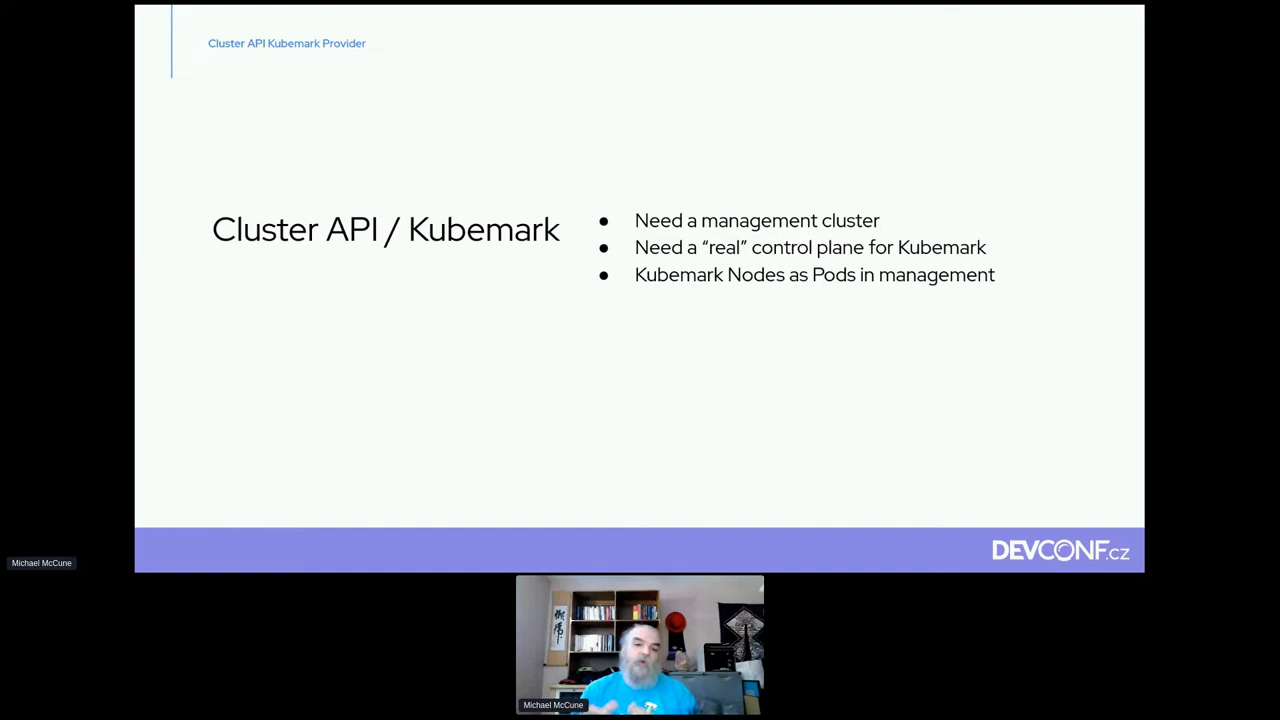 Cluster API Kubemark Provider
Cluster API / Kubemark
● Need a management cluster
● Need a “real” control plane for Kubemark
● Kubemark Nodes as Pods in management
DEVCONF.cz
Michael McCune
Michael McCune